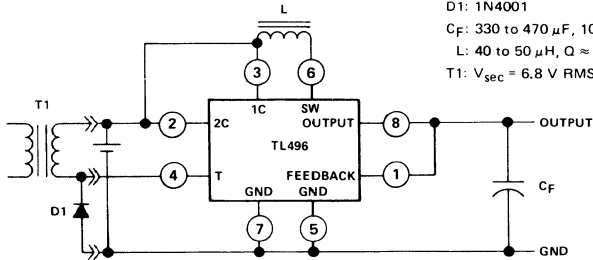 D1: 1N4001
CF: 330 to 470 μF, 10
L: 40 to 50 μH, Q ≈
T1: Vsec = 6.8 V RMS
L
3
6
T1
1C
SW
2
2C
OUTPUT
8
OUTPUT
TL496
4
T
FEEDBACK
1
CF
D1
GND
GND
7
5
GND